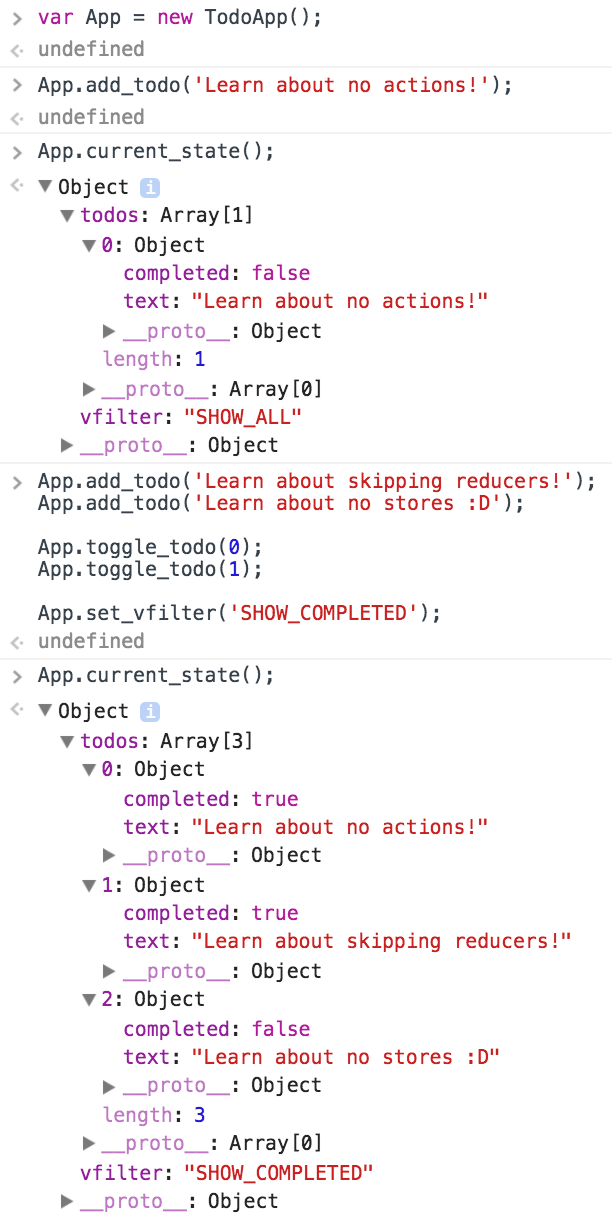 > var App = new TodoApp();
< undefined
> App.add_todo('Learn about no actions!');
< undefined
> App.current_state();
< ▼ Object i
▼ todos: Array[1]
▼ 0: Object
completed: false
text: "Learn about no actions!"
▶ __proto__: Object
length: 1
▶ __proto__: Array[0]
vfilter: "SHOW_ALL"
▶ __proto__: Object
> App.add_todo('Learn about skipping reducers!');
App.add_todo('Learn about no stores :D');
App.toggle_todo(0);
App.toggle_todo(1);
App.set_vfilter('SHOW_COMPLETED');
< undefined
> App.current_state();
< ▼ Object i
▼ todos: Array[3]
▼ 0: Object
completed: true
text: "Learn about no actions!"
▶ __proto__: Object
▼ 1: Object
completed: true
text: "Learn about skipping reducers!"
▶ __proto__: Object
▼ 2: Object
completed: false
text: "Learn about no stores :D"
▶ __proto__: Object
length: 3
▶ __proto__: Array[0]
vfilter: "SHOW_COMPLETED"
▶ __proto__: Object